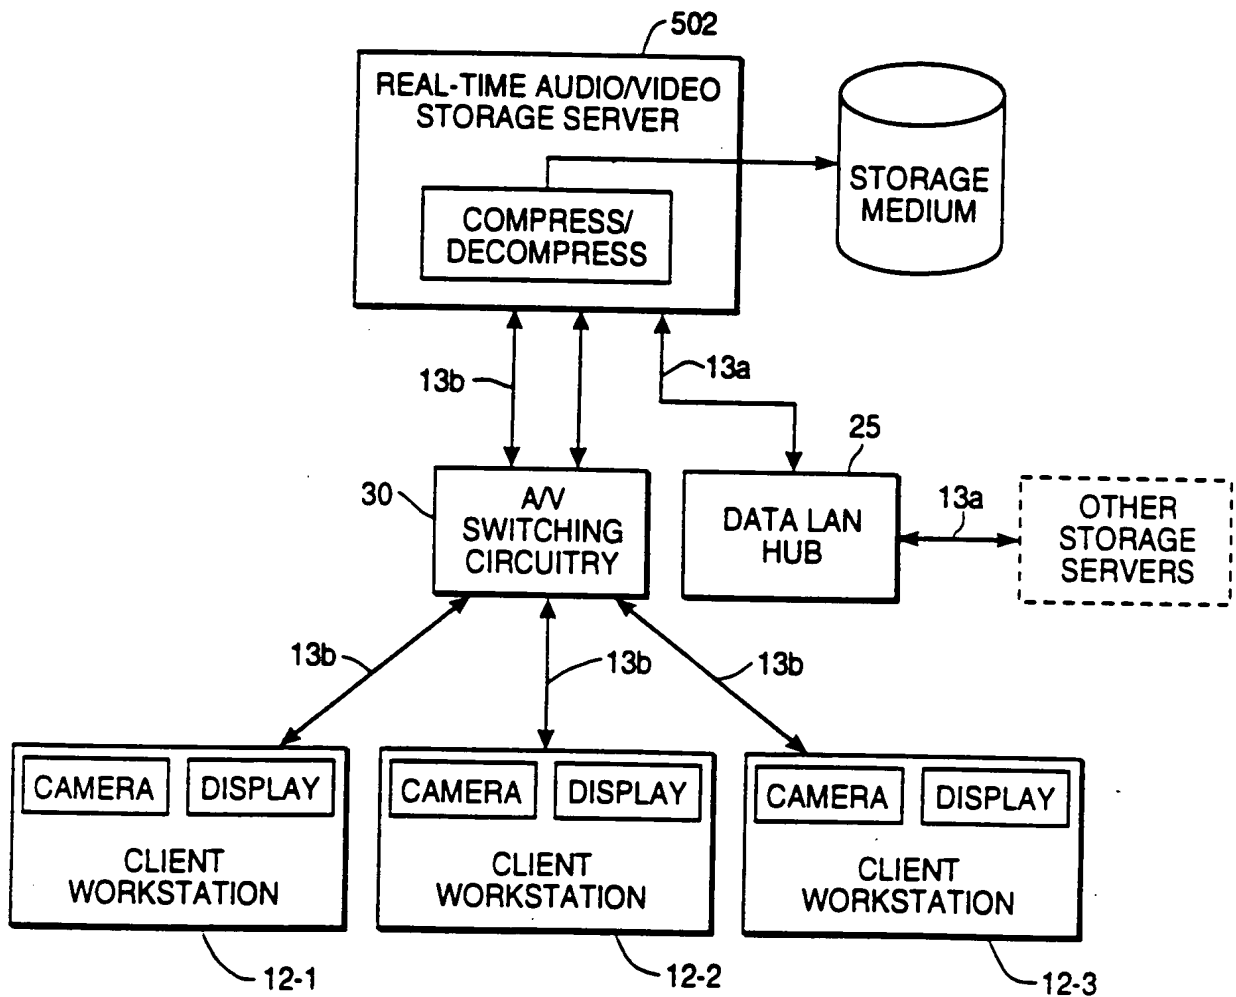 502
REAL-TIME AUDIO/VIDEO
STORAGE SERVER
COMPRESS/
DECOMPRESS
STORAGE
MEDIUM
13b
13a
25
30
A/V
SWITCHING
CIRCUITRY
DATA LAN
HUB
13a
OTHER
STORAGE
SERVERS
13b
13b
13b
CAMERA
DISPLAY
CLIENT
WORKSTATION
CAMERA
DISPLAY
CLIENT
WORKSTATION
CAMERA
DISPLAY
CLIENT
WORKSTATION
12-1
12-2
12-3